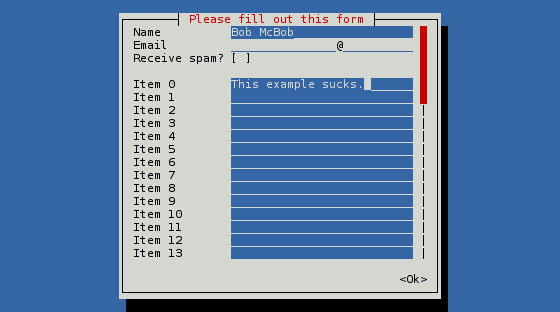 Please fill out this form
Name Bob McBob
Email @
Receive spam? [ ]
Item 0 This example sucks.
Item 1
Item 2
Item 3
Item 4
Item 5
Item 6
Item 7
Item 8
Item 9
Item 10
Item 11
Item 12
Item 13
<Ok>